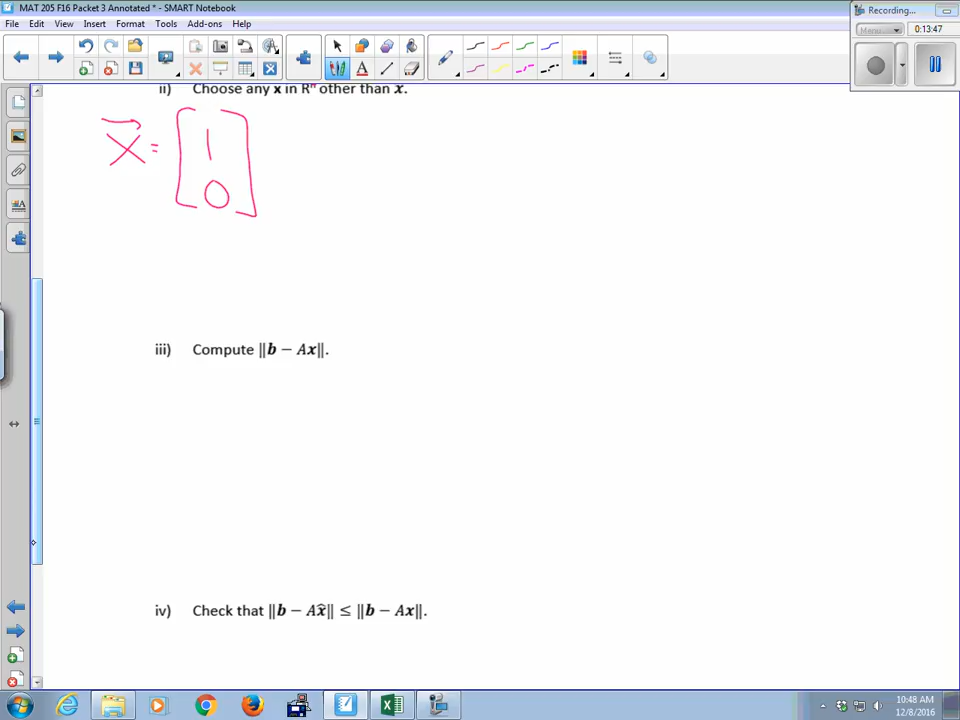 MAT 205 F16 Packet 3 Annotated * - SMART Notebook
Recording...
File Edit View Insert Format Tools Add-ons Help
Menu
0:13:47
ii) Choose any x in Rⁿ other than x̂.
x⃗ = [1
0]
iii) Compute ‖b − Ax‖.
iv) Check that ‖b − Ax̂‖ ≤ ‖b − Ax‖.
10:48 AM
12/8/2016